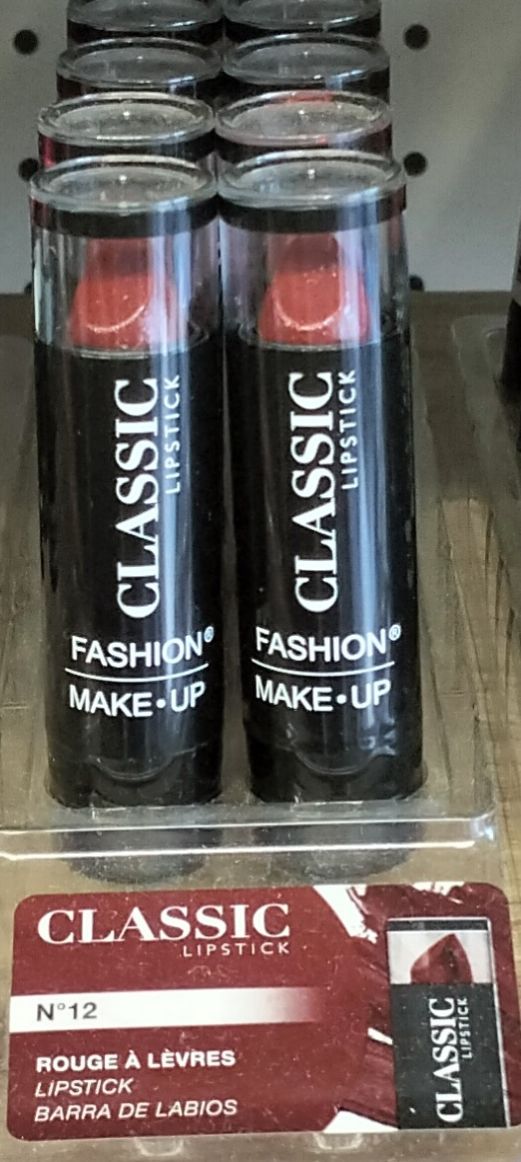 CLASSIC
LIPSTICK
FASHION®
MAKE•UP
CLASSIC
LIPSTICK
FASHION®
MAKE•UP
CLASSIC
LIPSTICK
N°12
ROUGE À LÈVRES
LIPSTICK
BARRA DE LABIOS
CLASSIC
LIPSTICK